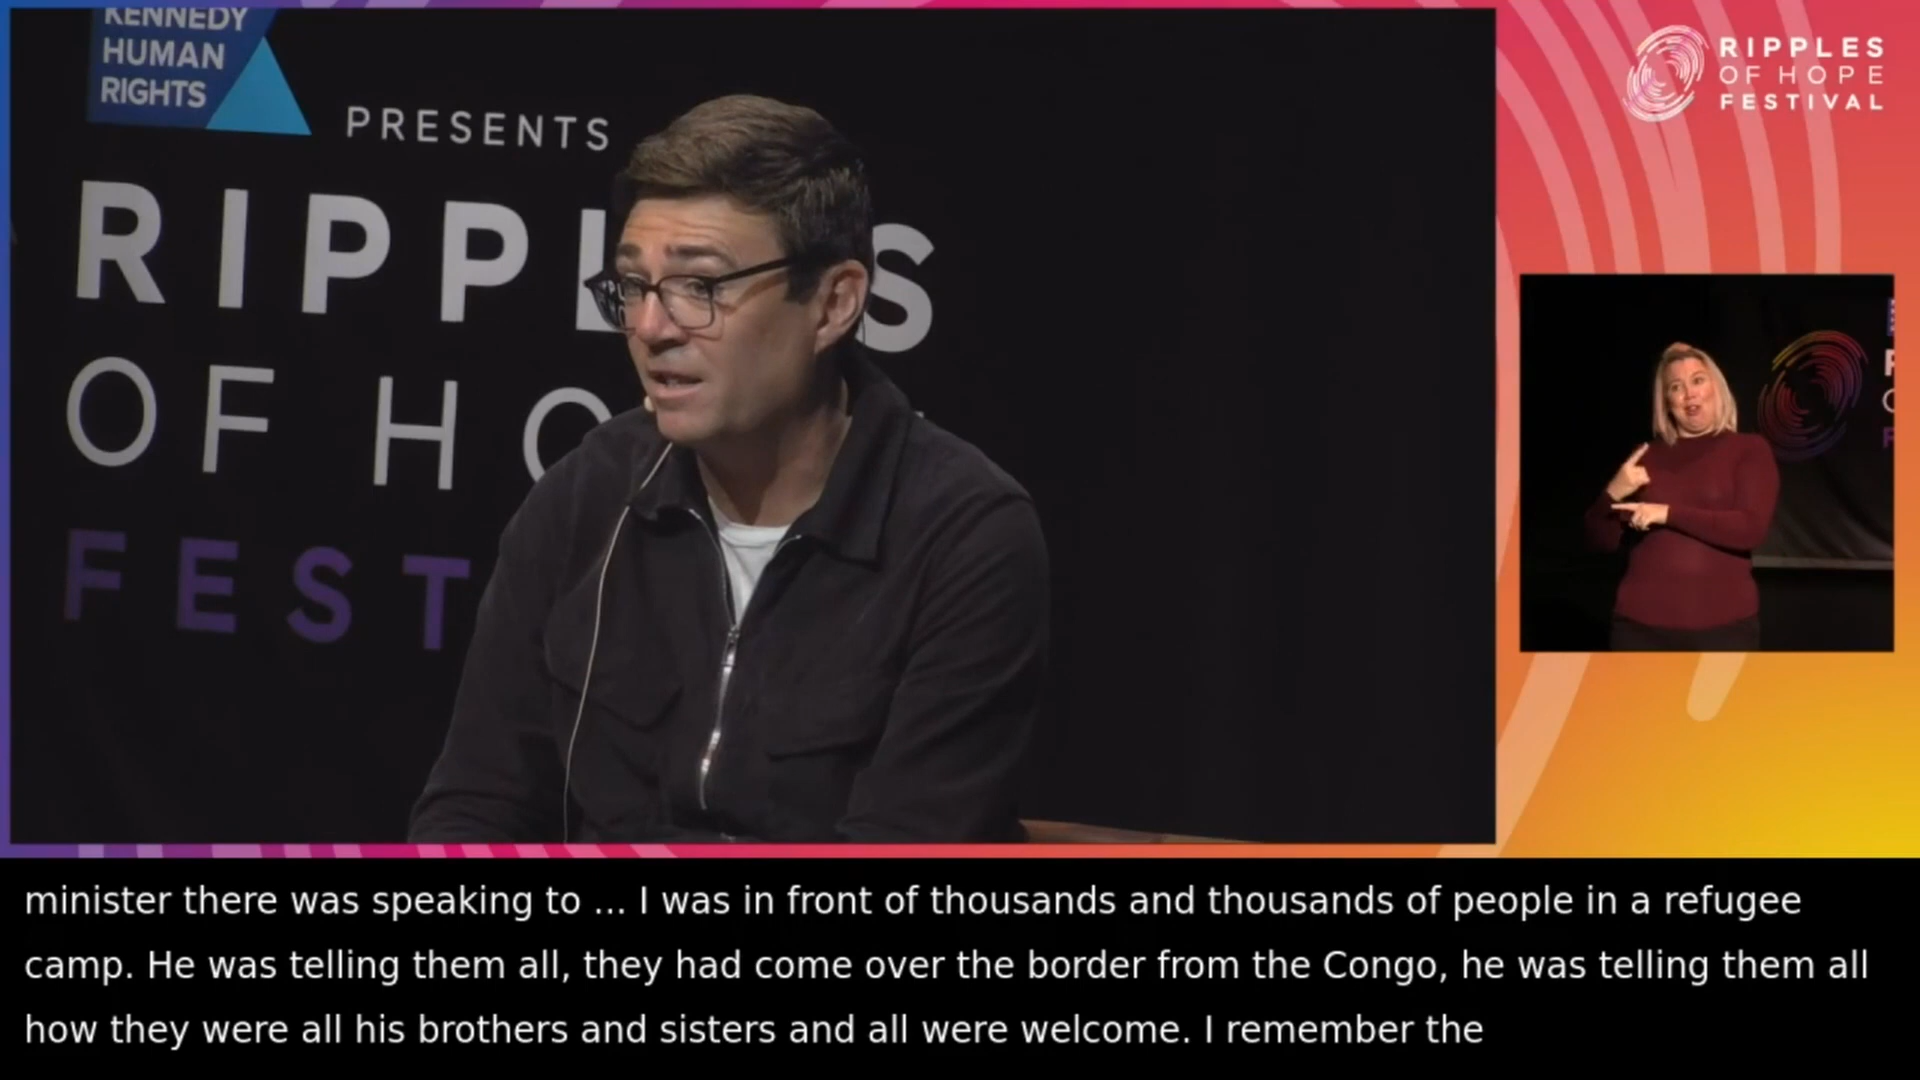 KENNEDY
HUMAN
RIGHTS
PRESENTS
RIPPLES
OF HO
FEST
RIPPLES
OF HOPE
FESTIVAL
minister there was speaking to ... I was in front of thousands and thousands of people in a refugee
camp. He was telling them all, they had come over the border from the Congo, he was telling them all
how they were all his brothers and sisters and all were welcome. I remember the